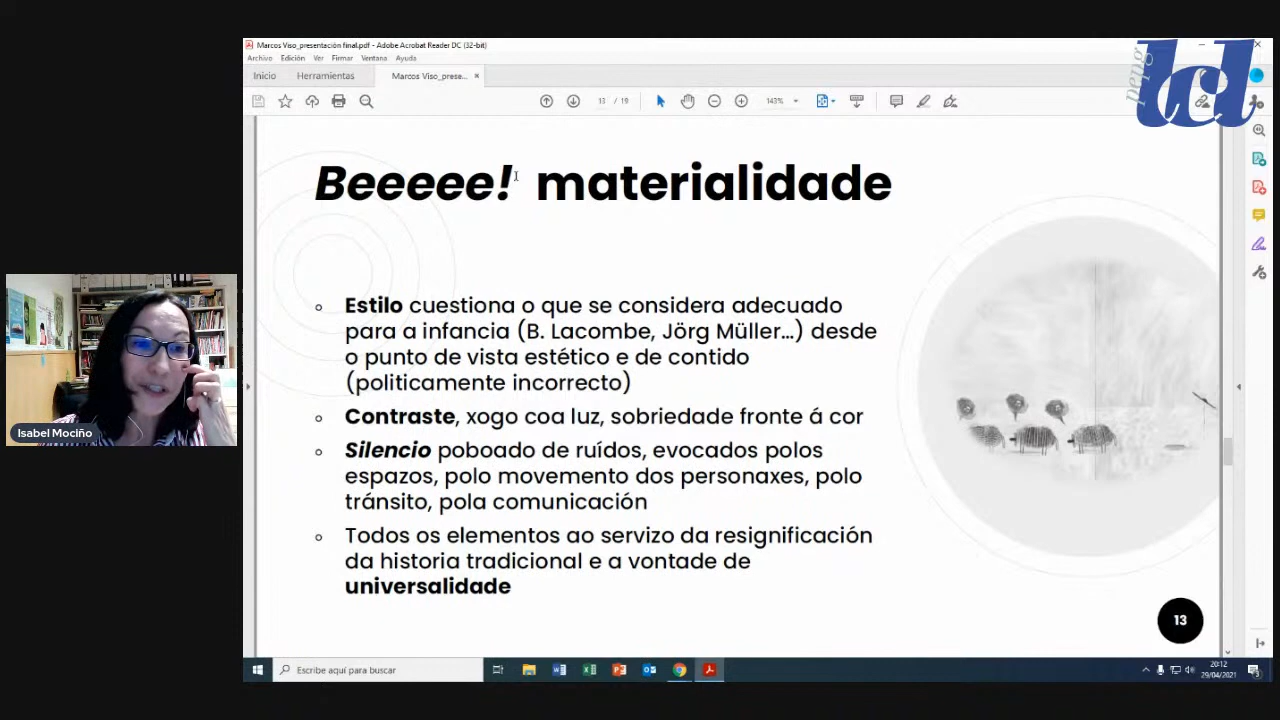 Marcos Viso_presentación final.pdf - Adobe Acrobat Reader DC (32-bit)
Archivo Edición Ver Firmar Ventana Ayuda
Inicio Herramientas Marcos Viso_prese... ×
13 / 19 143%
pepg lcd
Beeeee! materialidade
Estilo cuestiona o que se considera adecuado
para a infancia (B. Lacombe, Jörg Müller...) desde
o punto de vista estético e de contido
(politicamente incorrecto)
Contraste, xogo coa luz, sobriedade fronte á cor
Silencio poboado de ruídos, evocados polos
espazos, polo movemento dos personaxes, polo
tránsito, pola comunicación
Todos os elementos ao servizo da resignificación
da historia tradicional e a vontade de
universalidade
13
Isabel Mociño
Escribe aquí para buscar
20:12
29/04/2021